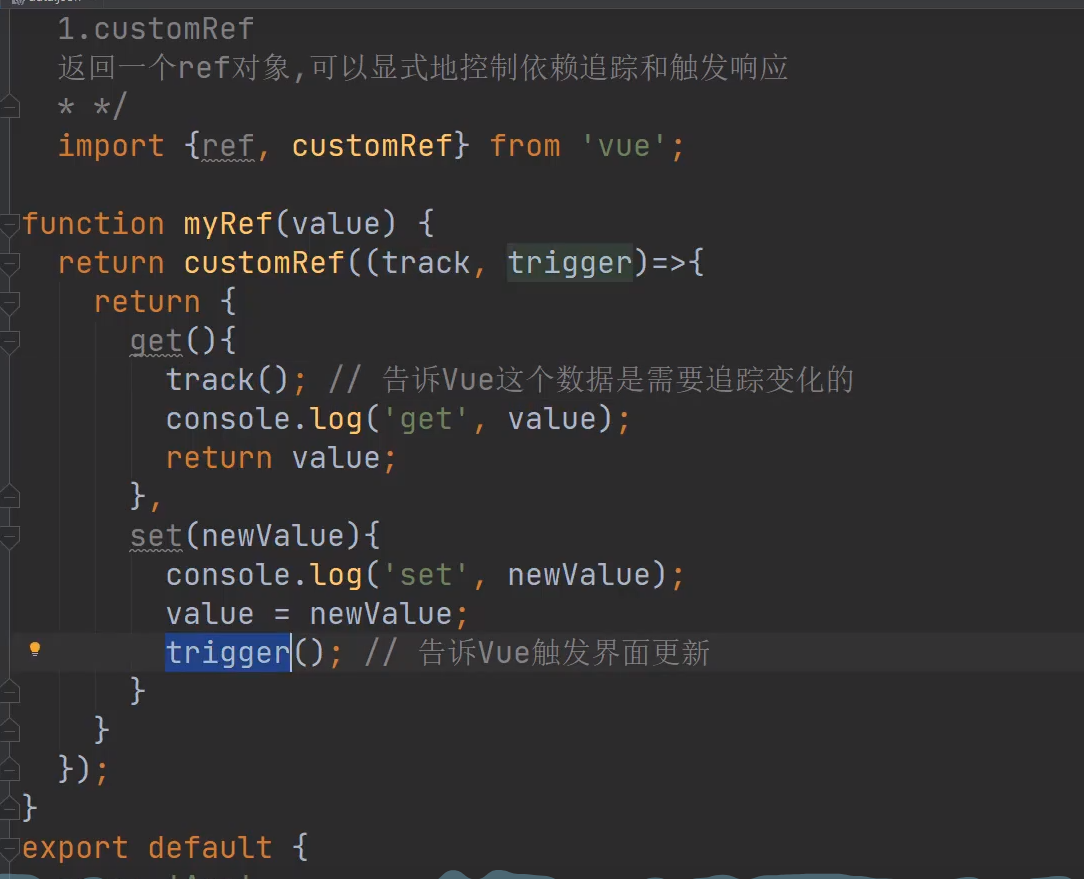 1.customRef
返回一个ref对象,可以显式地控制依赖追踪和触发响应
* */
import {ref, customRef} from 'vue';
function myRef(value) {
return customRef((track, trigger)=>{
return {
get(){
track(); // 告诉Vue这个数据是需要追踪变化的
console.log('get', value);
return value;
},
set(newValue){
console.log('set', newValue);
value = newValue;
trigger(); // 告诉Vue触发界面更新
}
}
});
}
export default {